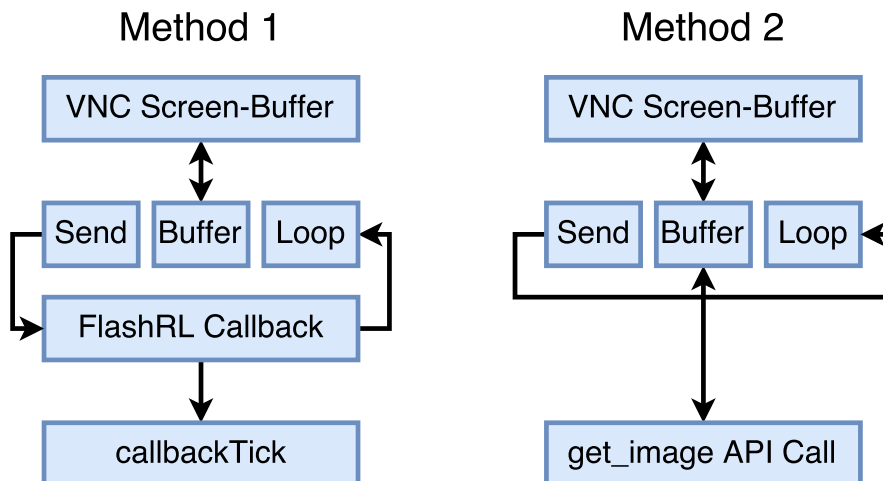 Method 1
VNC Screen-Buffer
Send Buffer Loop
FlashRL Callback
callbackTick
Method 2
VNC Screen-Buffer
Send Buffer Loop
get_image API Call